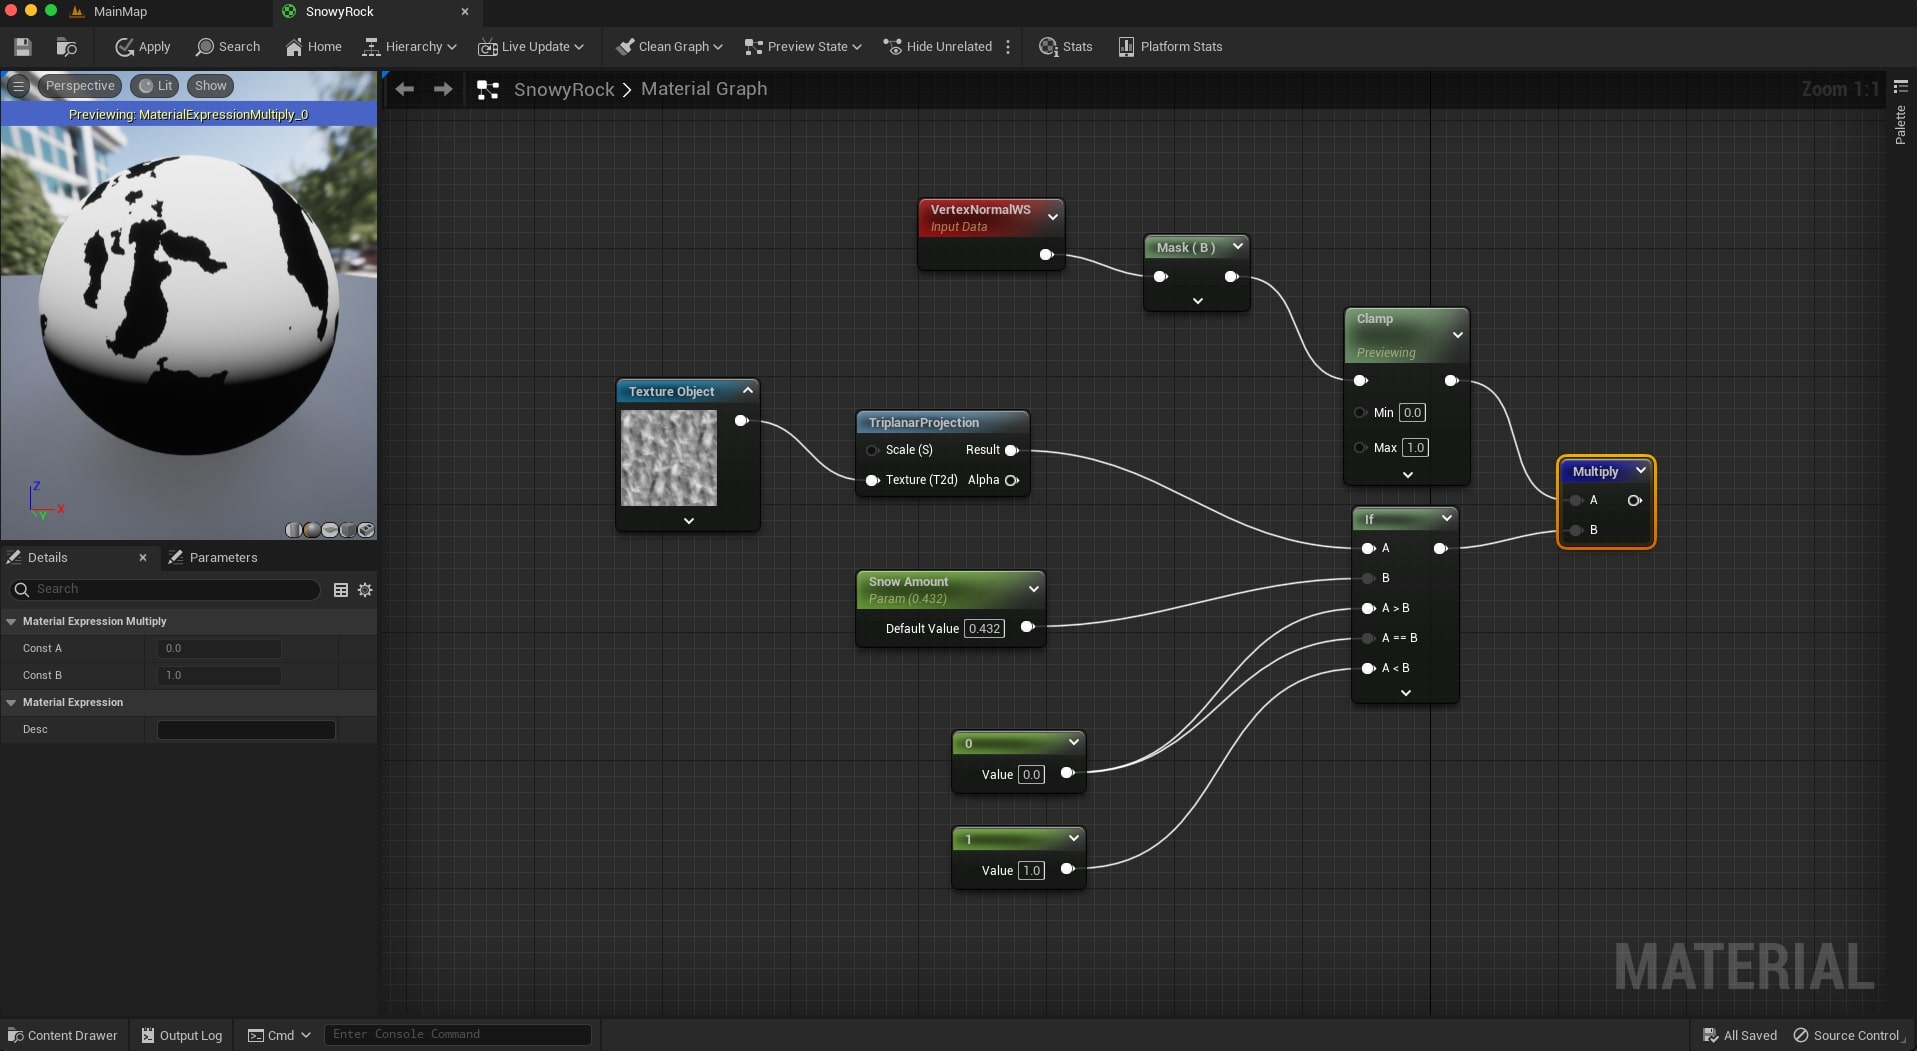 MainMap
SnowyRock
Apply
Search
Home
Hierarchy
Live Update
Clean Graph
Preview State
Hide Unrelated
Stats
Platform Stats
Perspective
Lit
Show
SnowyRock > Material Graph
Zoom 1:1
Palette
Previewing: MaterialExpressionMultiply_0
VertexNormalWS
Input Data
Mask ( B )
Clamp
Previewing
Min 0.0
Max 1.0
Texture Object
TriplanarProjection
Scale (S) Result
Texture (T2d) Alpha
Multiply
A
B
If
A
B
A > B
A == B
A < B
Snow Amount
Param (0.432)
Default Value 0.432
0
Value 0.0
1
Value 1.0
Z
X
Y
Details
Parameters
Search
Material Expression Multiply
Const A 0.0
Const B 1.0
Material Expression
Desc
MATERIAL
Content Drawer
Output Log
Cmd
Enter Console Command
All Saved
Source Control